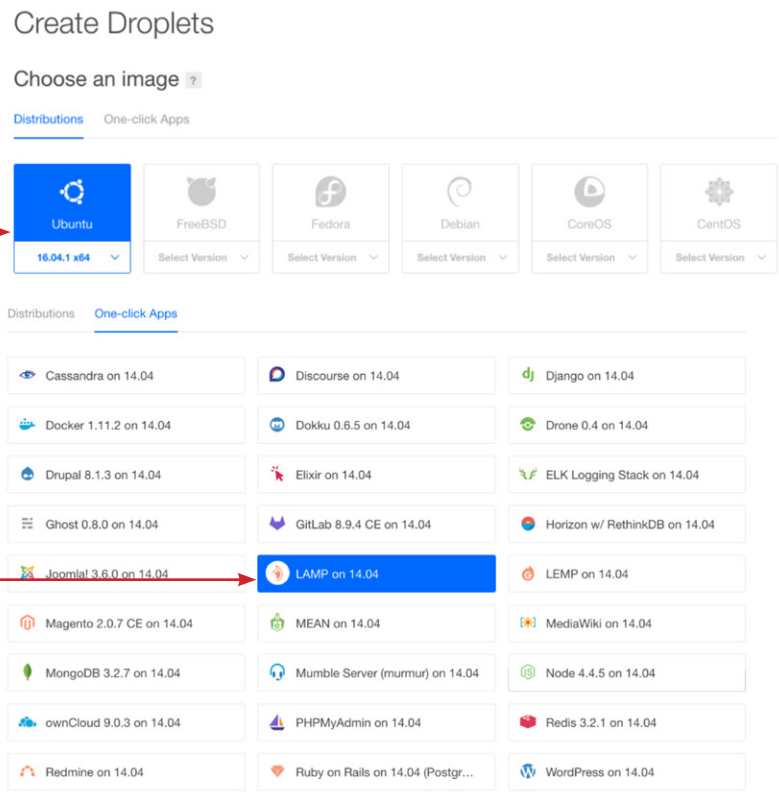 Create Droplets
Choose an image ?
Distributions One-click Apps
Ubuntu FreeBSD Fedora Debian CoreOS CentOS
16.04.1 x64 Select Version Select Version Select Version Select Version Select Version
Distributions One-click Apps
Cassandra on 14.04 Discourse on 14.04 dj Django on 14.04
Docker 1.11.2 on 14.04 Dokku 0.6.5 on 14.04 Drone 0.4 on 14.04
Drupal 8.1.3 on 14.04 Elixir on 14.04 ELK Logging Stack on 14.04
Ghost 0.8.0 on 14.04 GitLab 8.9.4 CE on 14.04 Horizon w/ RethinkDB on 14.04
Joomla! 3.6.0 on 14.04 LAMP on 14.04 LEMP on 14.04
Magento 2.0.7 CE on 14.04 MEAN on 14.04 MediaWiki on 14.04
MongoDB 3.2.7 on 14.04 Mumble Server (murmur) on 14.04 Node 4.4.5 on 14.04
ownCloud 9.0.3 on 14.04 PHPMyAdmin on 14.04 Redis 3.2.1 on 14.04
Redmine on 14.04 Ruby on Rails on 14.04 (Postgr... WordPress on 14.04